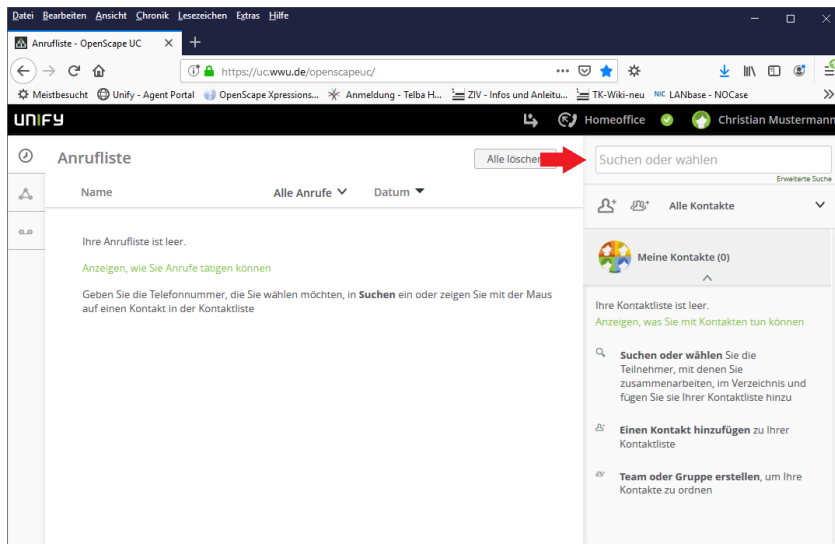 Datei Bearbeiten Ansicht Chronik Lesezeichen Extras Hilfe
Anrufliste - OpenScape UC
https://uc.wwu.de/openscapeuc/
Meistbesucht Unify - Agent Portal OpenScape Xpressions... Anmeldung - Telba H... ZIV - Infos und Anleitu... TK-Wiki-neu NIC LANbase - NOCase
UNIFY Homeoffice Christian Mustermann
Anrufliste
Alle löschen
Suchen oder wählen
Erweiterte Suche
Name Alle Anrufe Datum
Alle Kontakte
Ihre Anrufliste ist leer.
Anzeigen, wie Sie Anrufe tätigen können
Geben Sie die Telefonnummer, die Sie wählen möchten, in Suchen ein oder zeigen Sie mit der Maus
auf einen Kontakt in der Kontaktliste
Meine Kontakte (0)
Ihre Kontaktliste ist leer.
Anzeigen, was Sie mit Kontakten tun können
Suchen oder wählen Sie die
Teilnehmer, mit denen Sie
zusammenarbeiten, im Verzeichnis und
fügen Sie sie Ihrer Kontaktliste hinzu
Einen Kontakt hinzufügen zu Ihrer
Kontaktliste
Team oder Gruppe erstellen, um Ihre
Kontakte zu ordnen